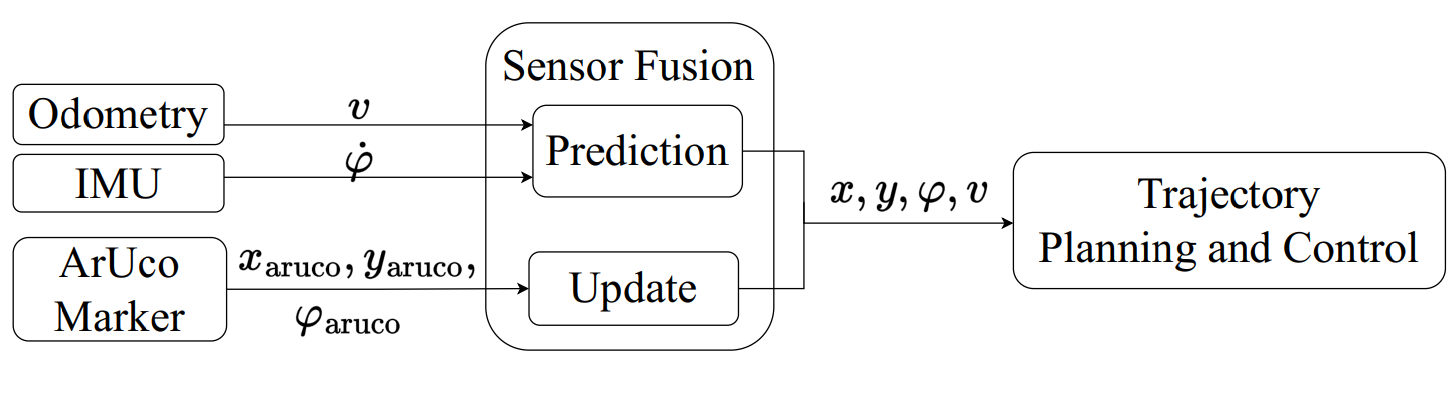 Sensor Fusion
Odometry
v
Prediction
IMU
φ̇
x, y, φ, v
Trajectory
Planning and Control
ArUco
Marker
x_aruco, y_aruco,
φ_aruco
Update